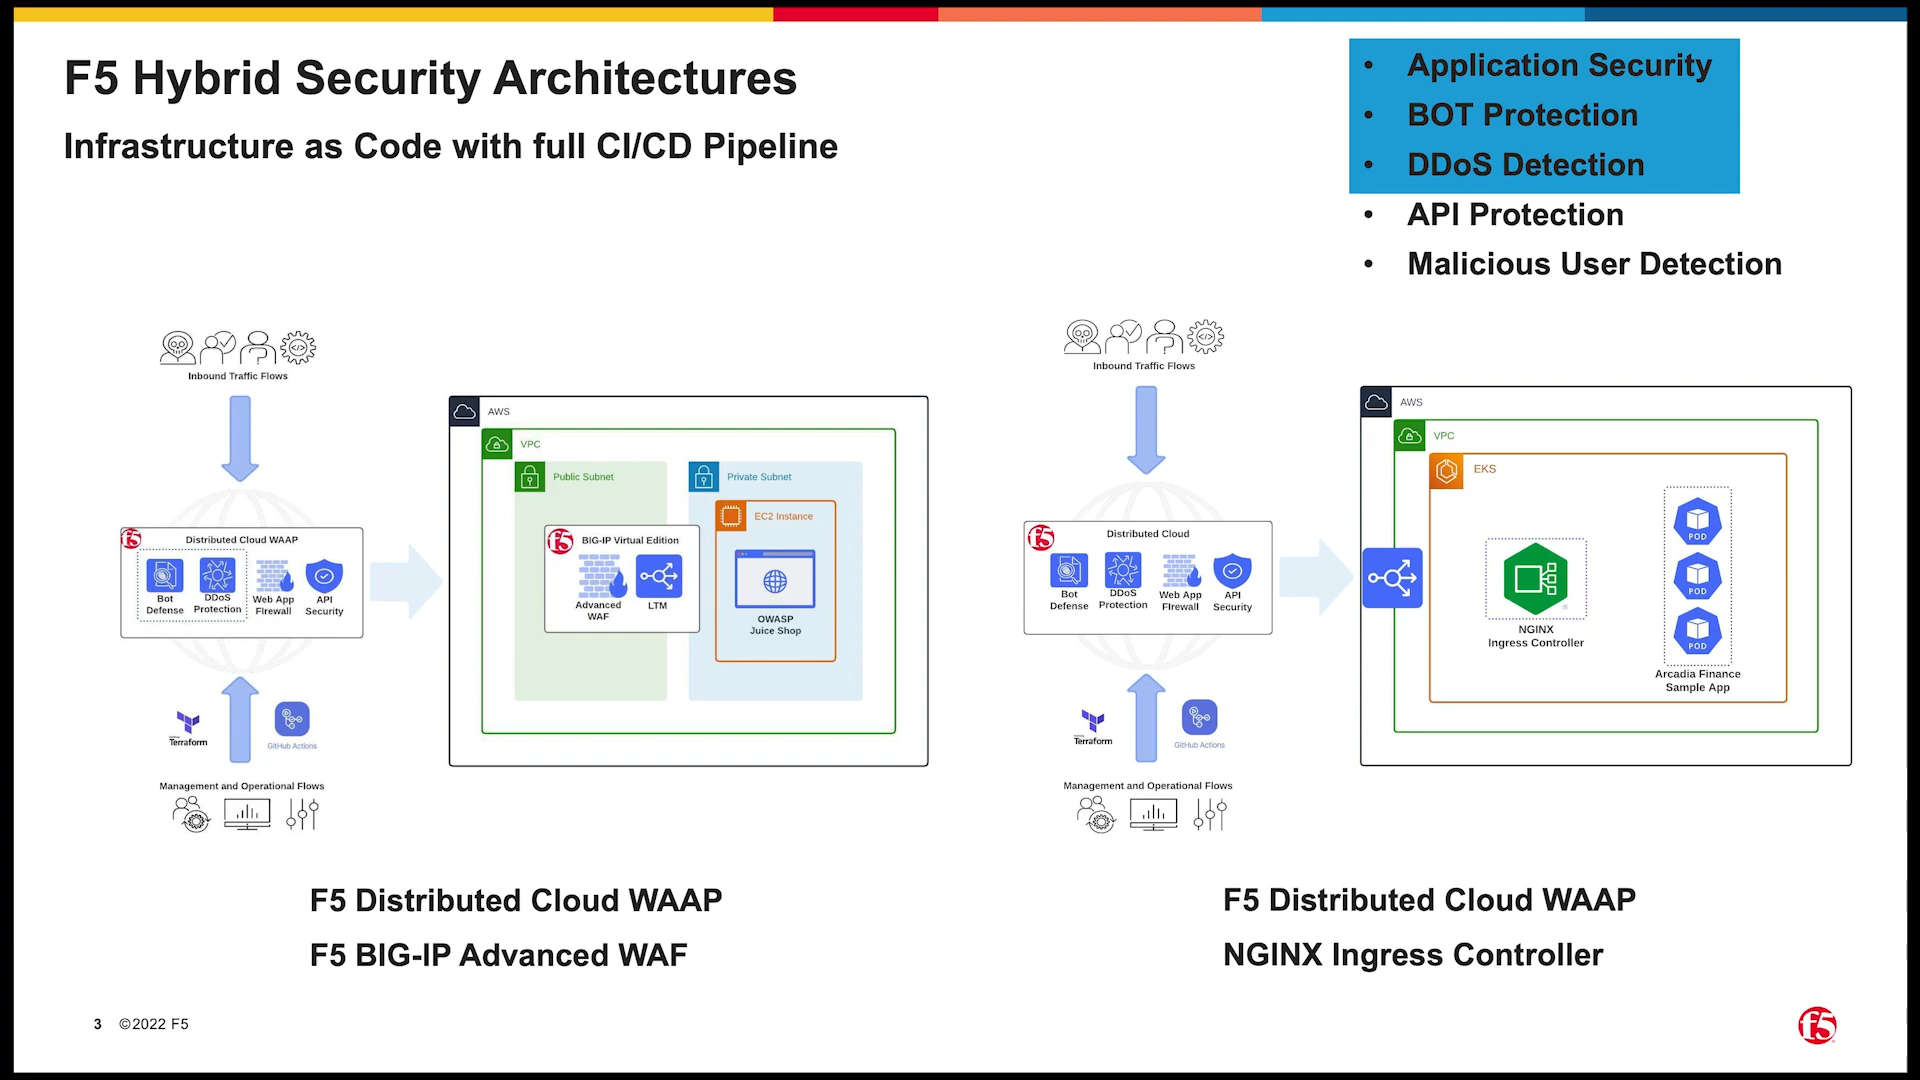 F5 Hybrid Security Architectures
Infrastructure as Code with full CI/CD Pipeline
• Application Security
• BOT Protection
• DDoS Detection
• API Protection
• Malicious User Detection
Inbound Traffic Flows
f5
Distributed Cloud WAAP
Bot Defense
DDoS Protection
Web App FIrewall
API Security
Terraform
GitHub Actions
Management and Operational Flows
AWS
VPC
Public Subnet
Private Subnet
EC2 Instance
f5
BIG-IP Virtual Edition
Advanced WAF
LTM
OWASP
Juice Shop
F5 Distributed Cloud WAAP
F5 BIG-IP Advanced WAF
Inbound Traffic Flows
f5
Distributed Cloud
Bot Defense
DDoS Protection
Web App FIrewall
API Security
Terraform
GitHub Actions
Management and Operational Flows
AWS
VPC
EKS
NGINX
Ingress Controller
POD
POD
POD
Arcadia Finance
Sample App
F5 Distributed Cloud WAAP
NGINX Ingress Controller
3 ©2022 F5
f5